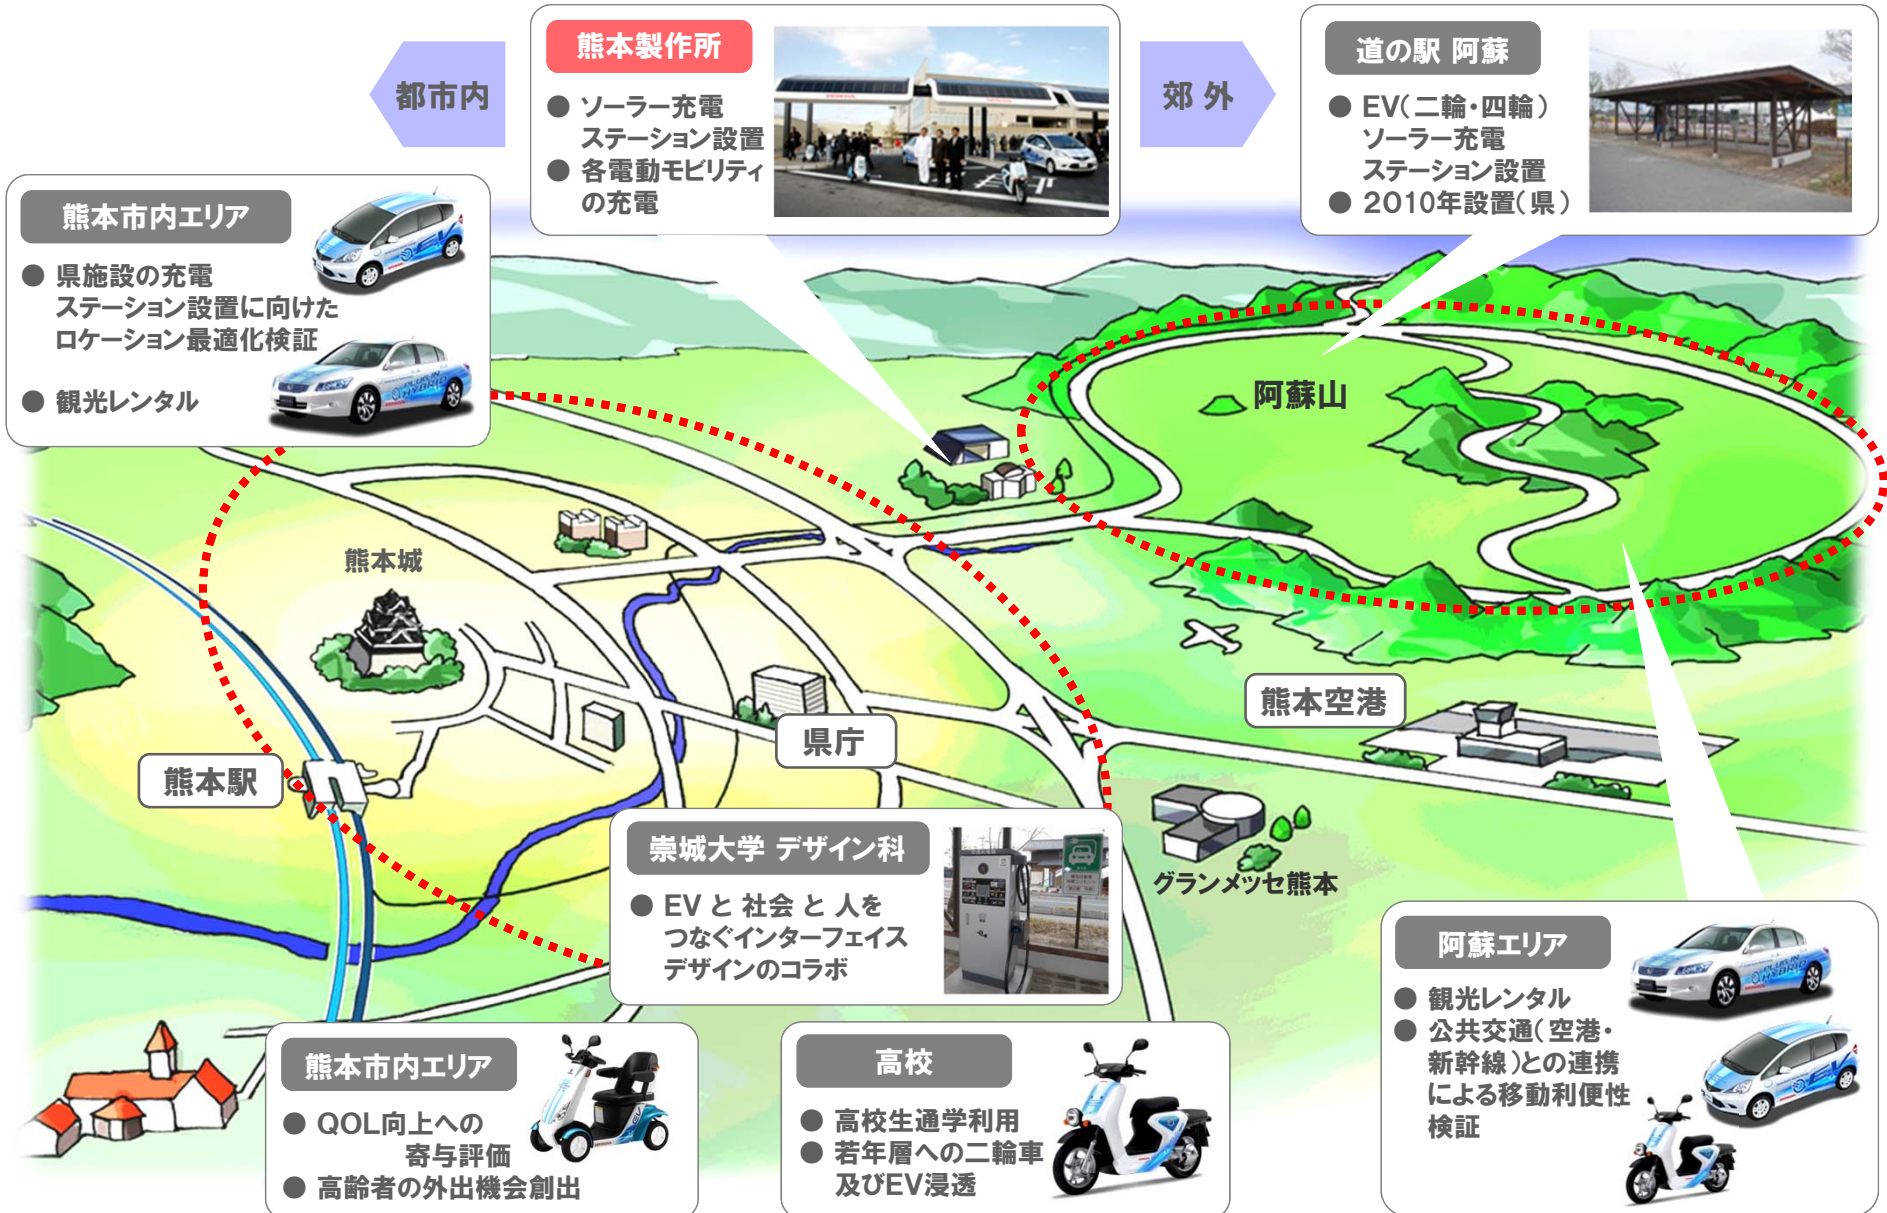 都市内
熊本製作所
● ソーラー充電
ステーション設置
● 各電動モビリティ
の充電
郊 外
道の駅 阿蘇
● EV(二輪・四輪)
ソーラー充電
ステーション設置
● 2010年設置(県)
熊本市内エリア
● 県施設の充電
ステーション設置に向けた
ロケーション最適化検証
● 観光レンタル
EV
PLUG-IN
HYBRID
阿蘇山
熊本城
熊本空港
県庁
熊本駅
グランメッセ熊本
崇城大学 デザイン科
● EV と 社会 と 人を
つなぐインターフェイス
デザインのコラボ
阿蘇エリア
● 観光レンタル
● 公共交通(空港・
新幹線)との連携
による移動利便性
検証
PLUG-IN
HYBRID
EV
熊本市内エリア
● QOL向上への
寄与評価
● 高齢者の外出機会創出
EV
高校
● 高校生通学利用
● 若年層への二輪車
及びEV浸透